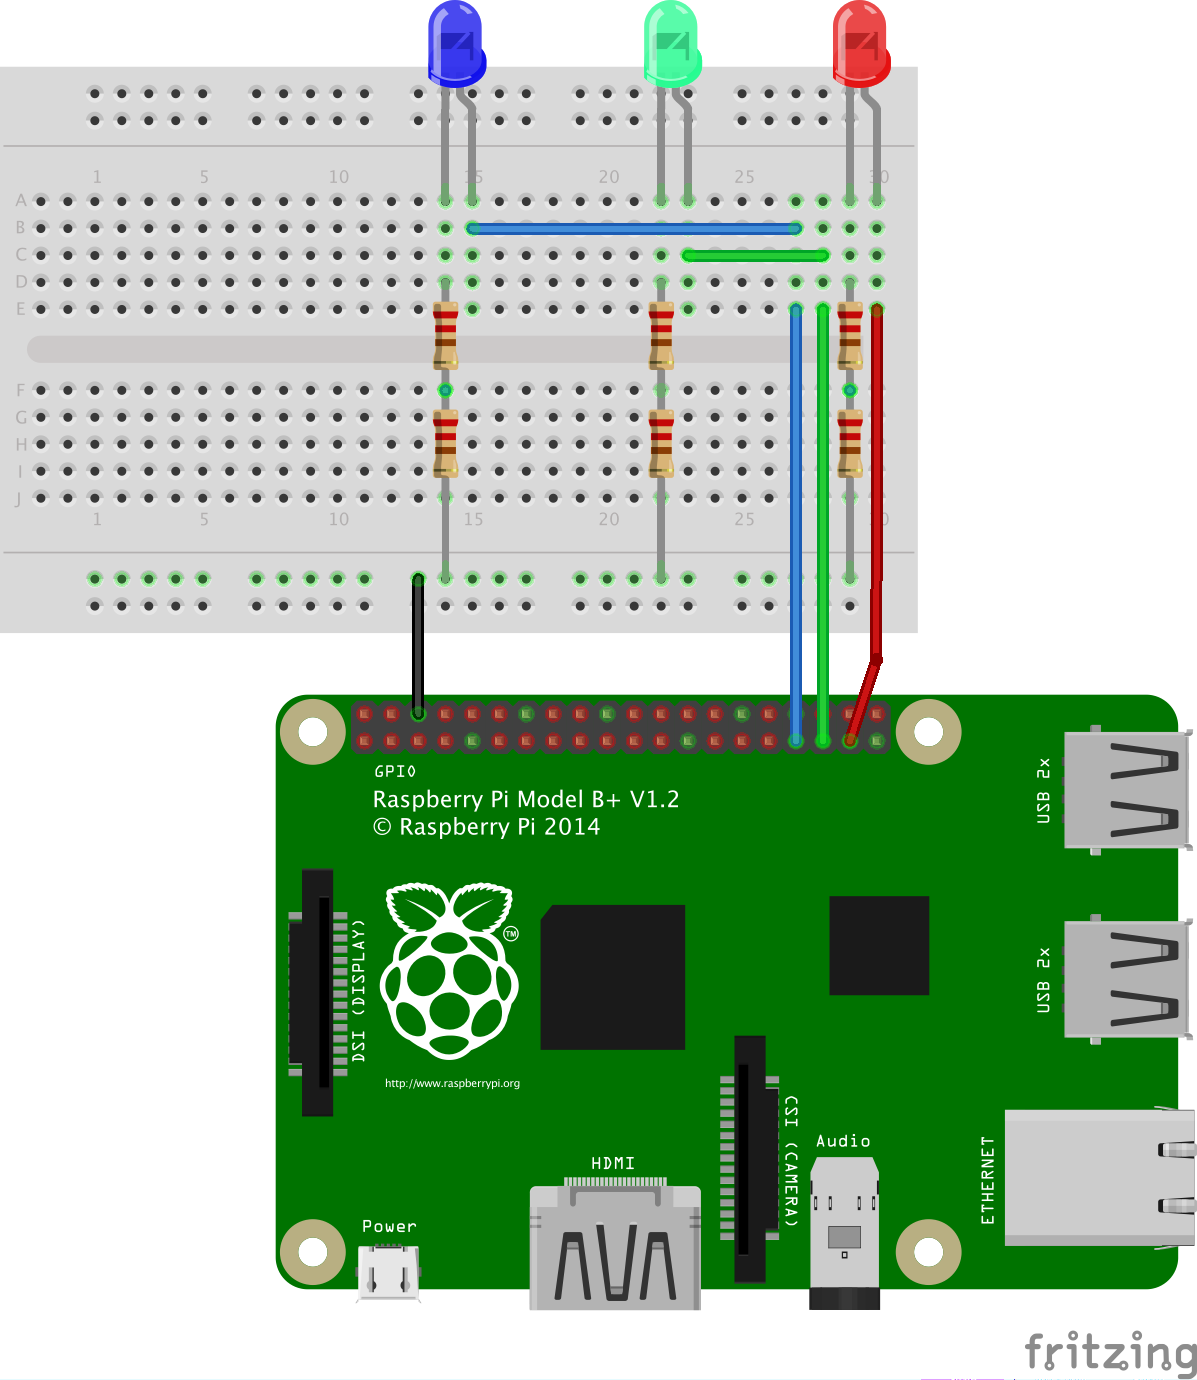 1 5 10 15 20 25 30
A
B
C
D
E
F
G
H
I
J
1 5 10 15 20 25 30
GPIO
Raspberry Pi Model B+ V1.2
© Raspberry Pi 2014
USB 2x
DSI (DISPLAY)
TM
USB 2x
http://www.raspberrypi.org
CSI (CAMERA)
Audio
HDMI
ETHERNET
Power
fritzing